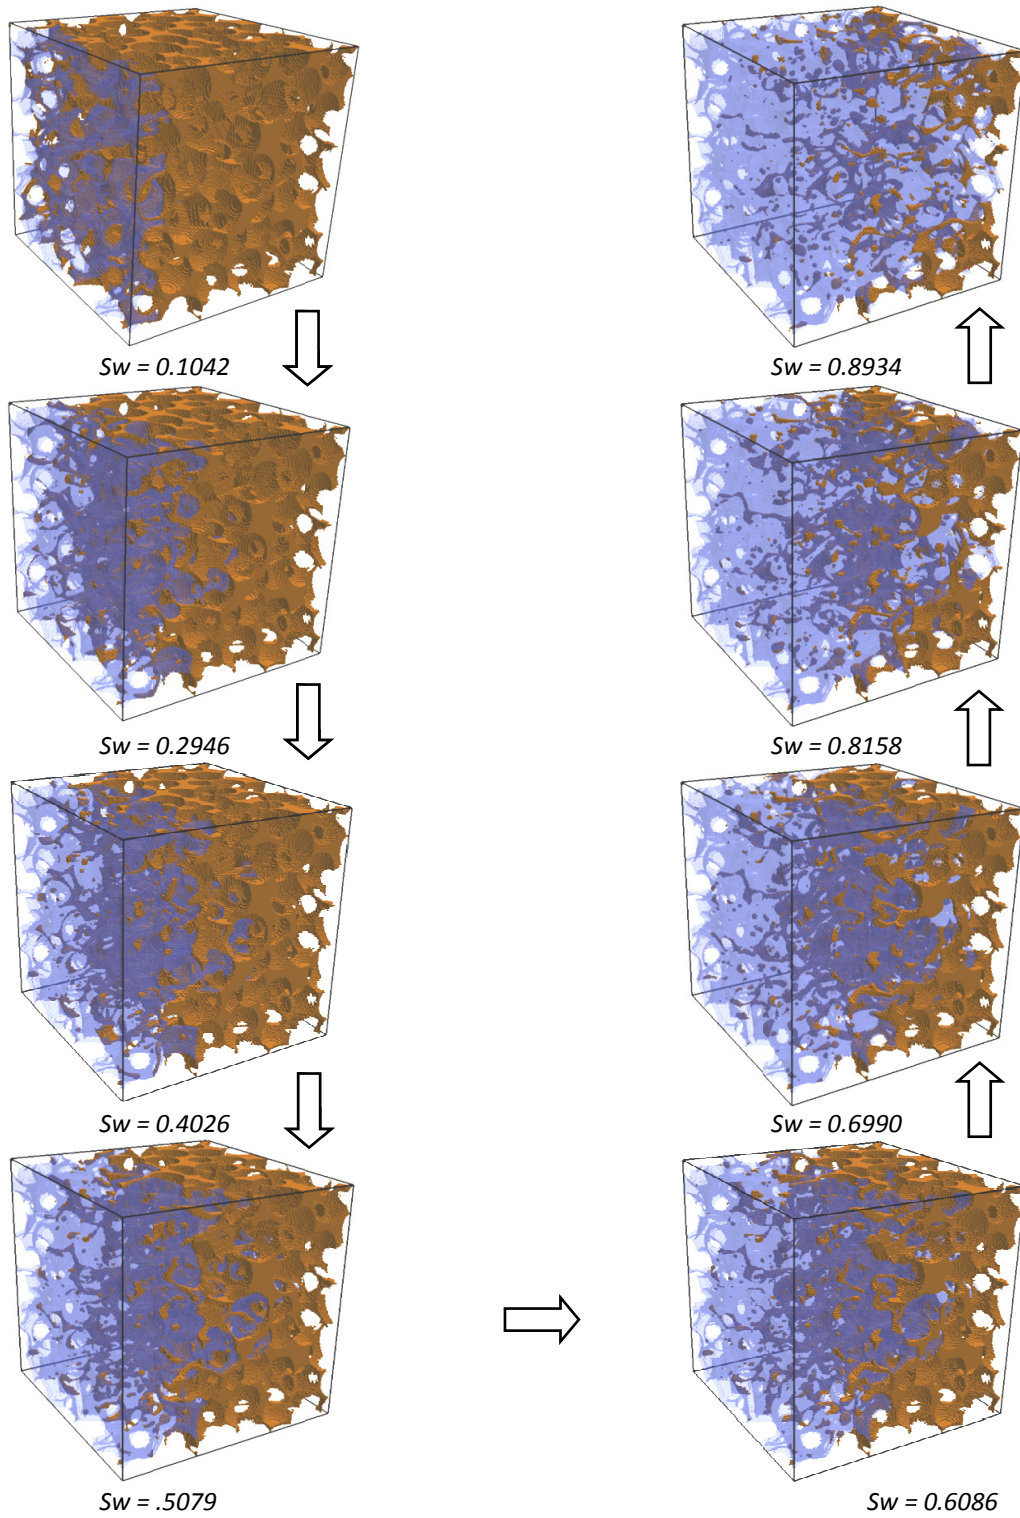 Sw = 0.1042
Sw = 0.8934
Sw = 0.2946
Sw = 0.8158
Sw = 0.4026
Sw = 0.6990
Sw = .5079
Sw = 0.6086